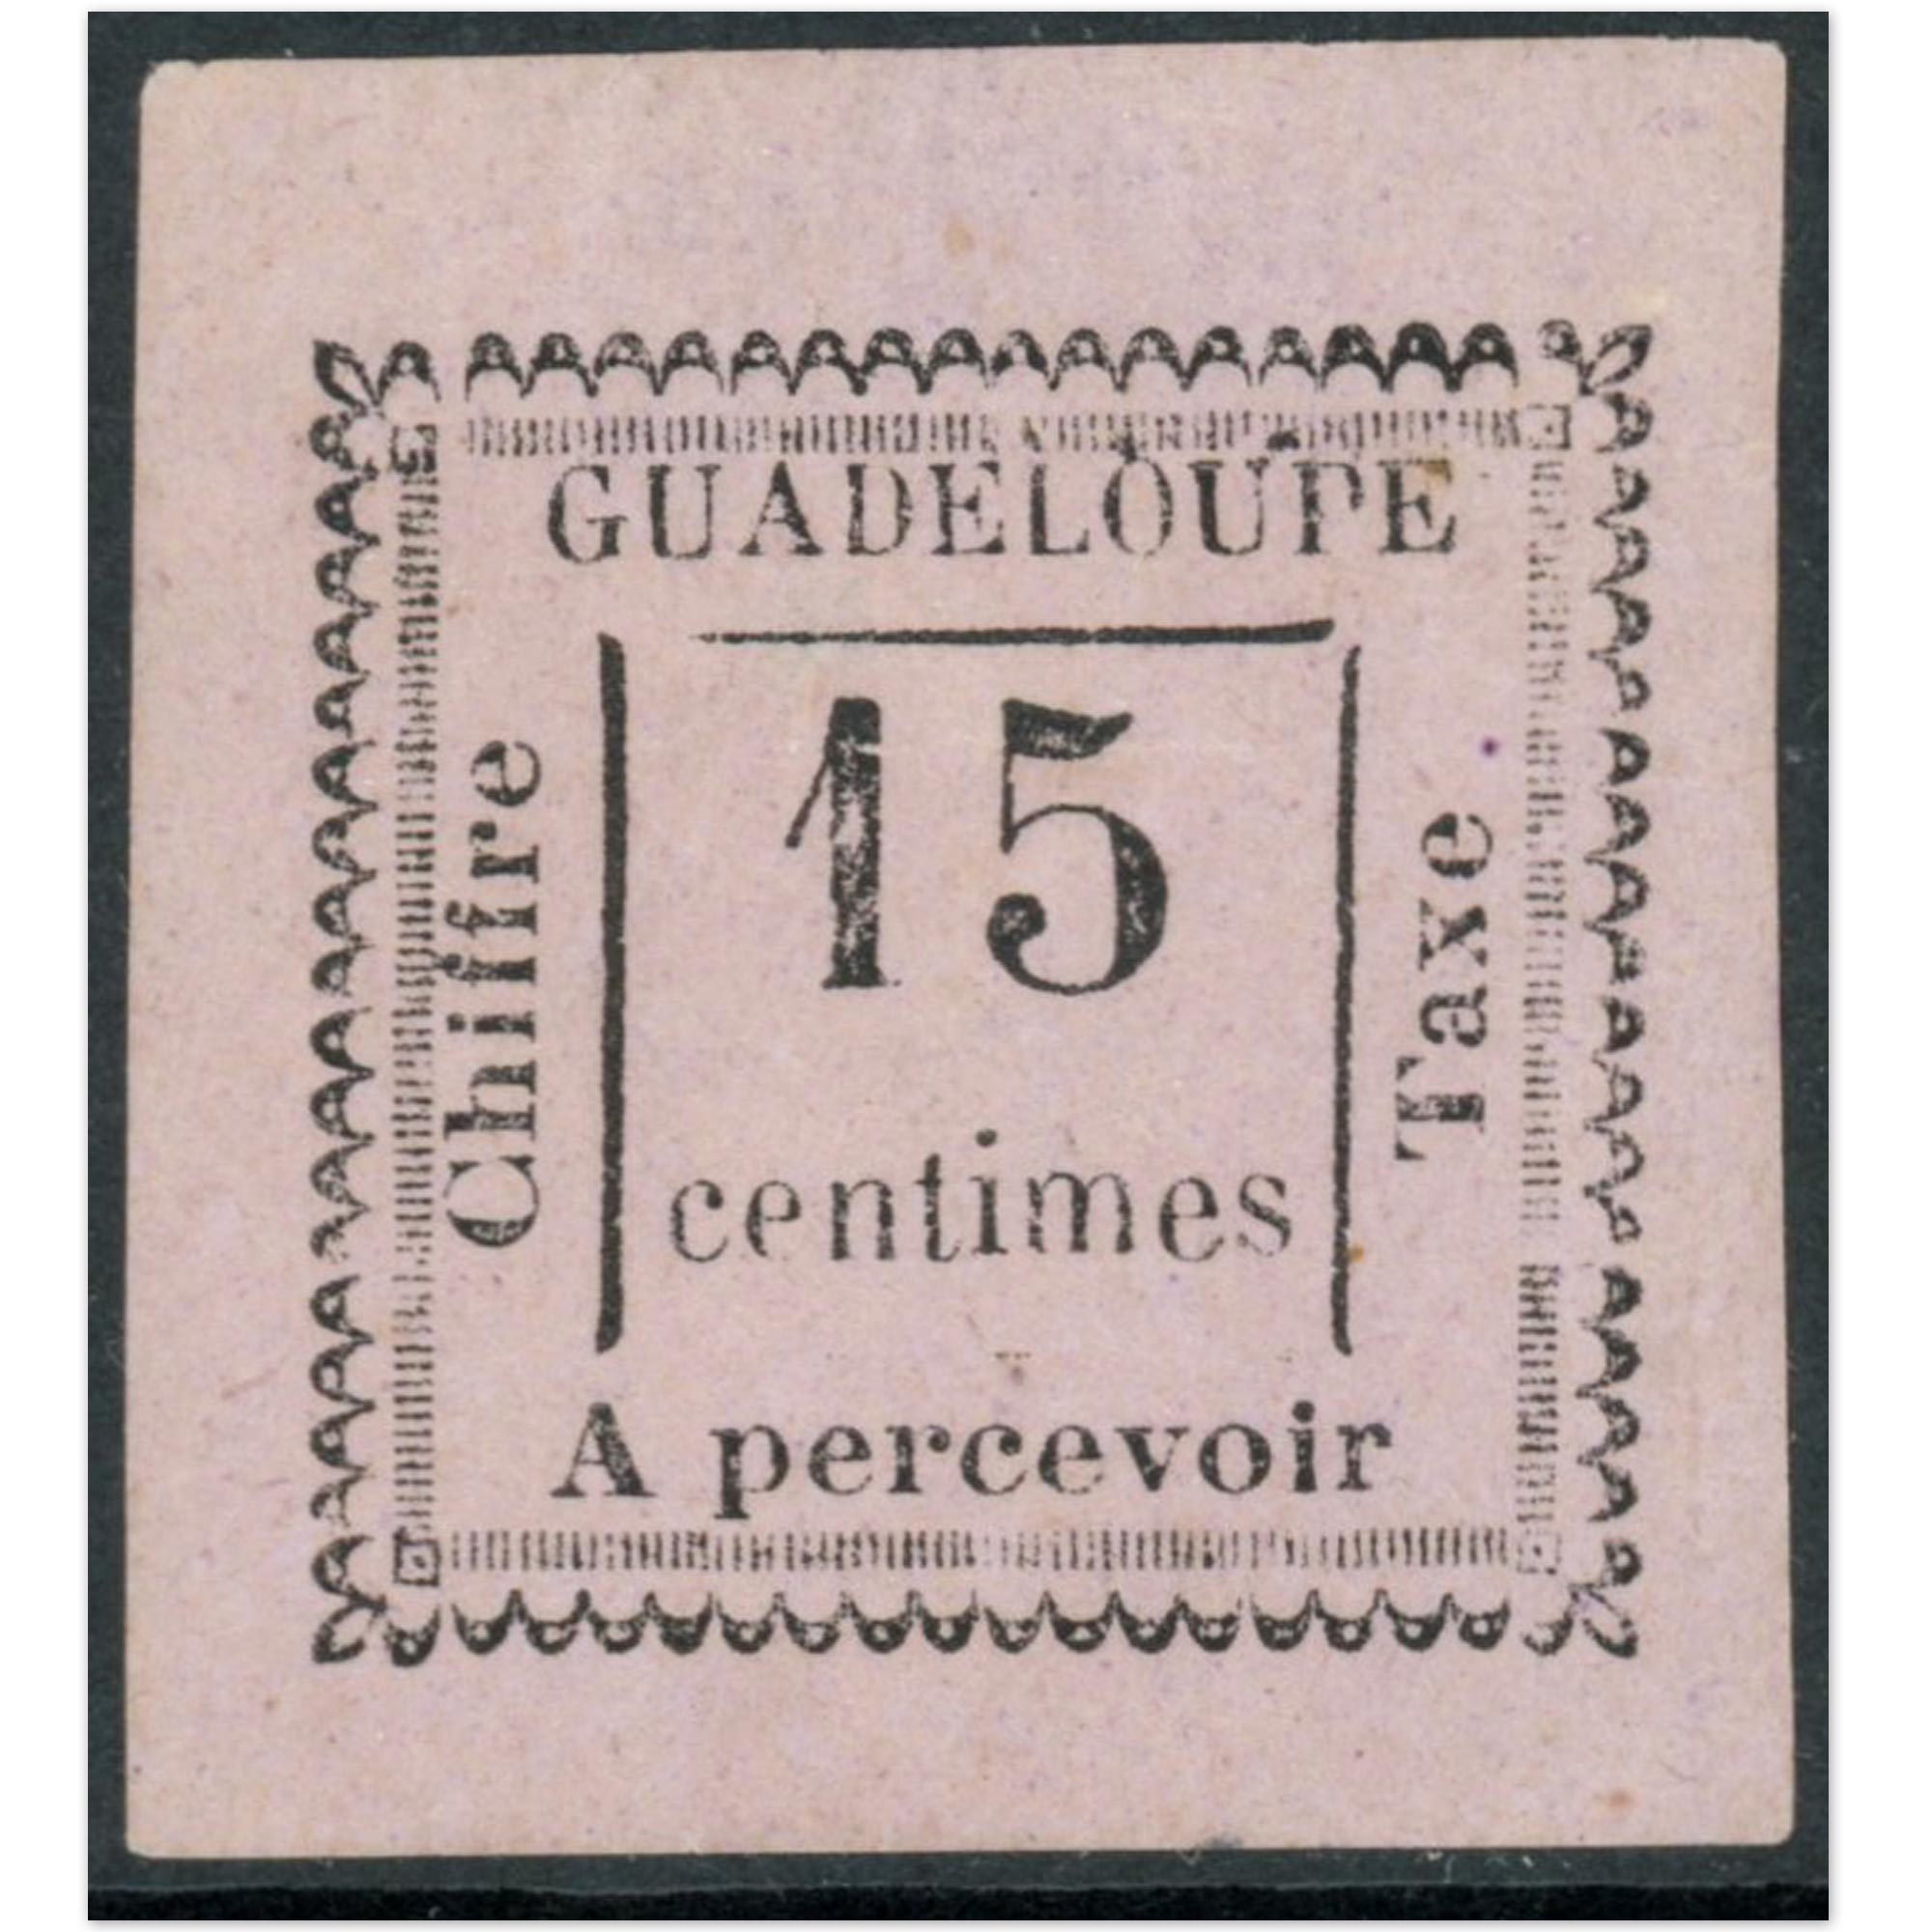 GUADELOUPE
Chiffre
15
centimes
Taxe
A percevoir